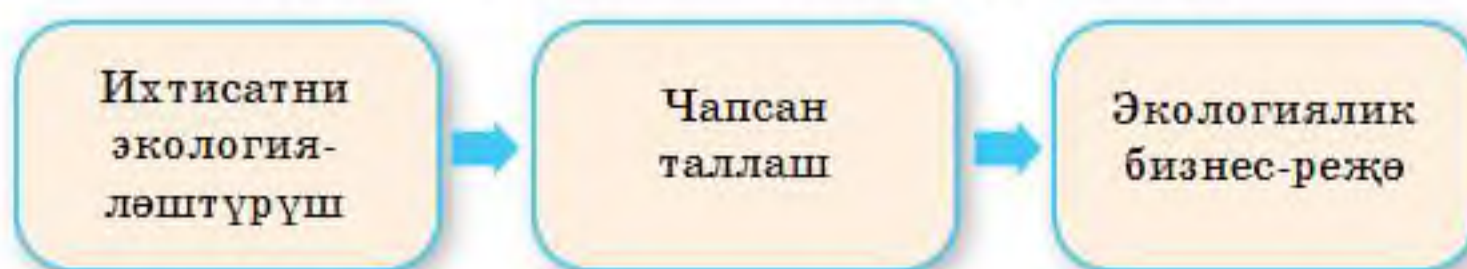 Ихтисатни
экология-
ләштүрүш
Чапсан
таллаш
Экологиялик
бизнес-режә